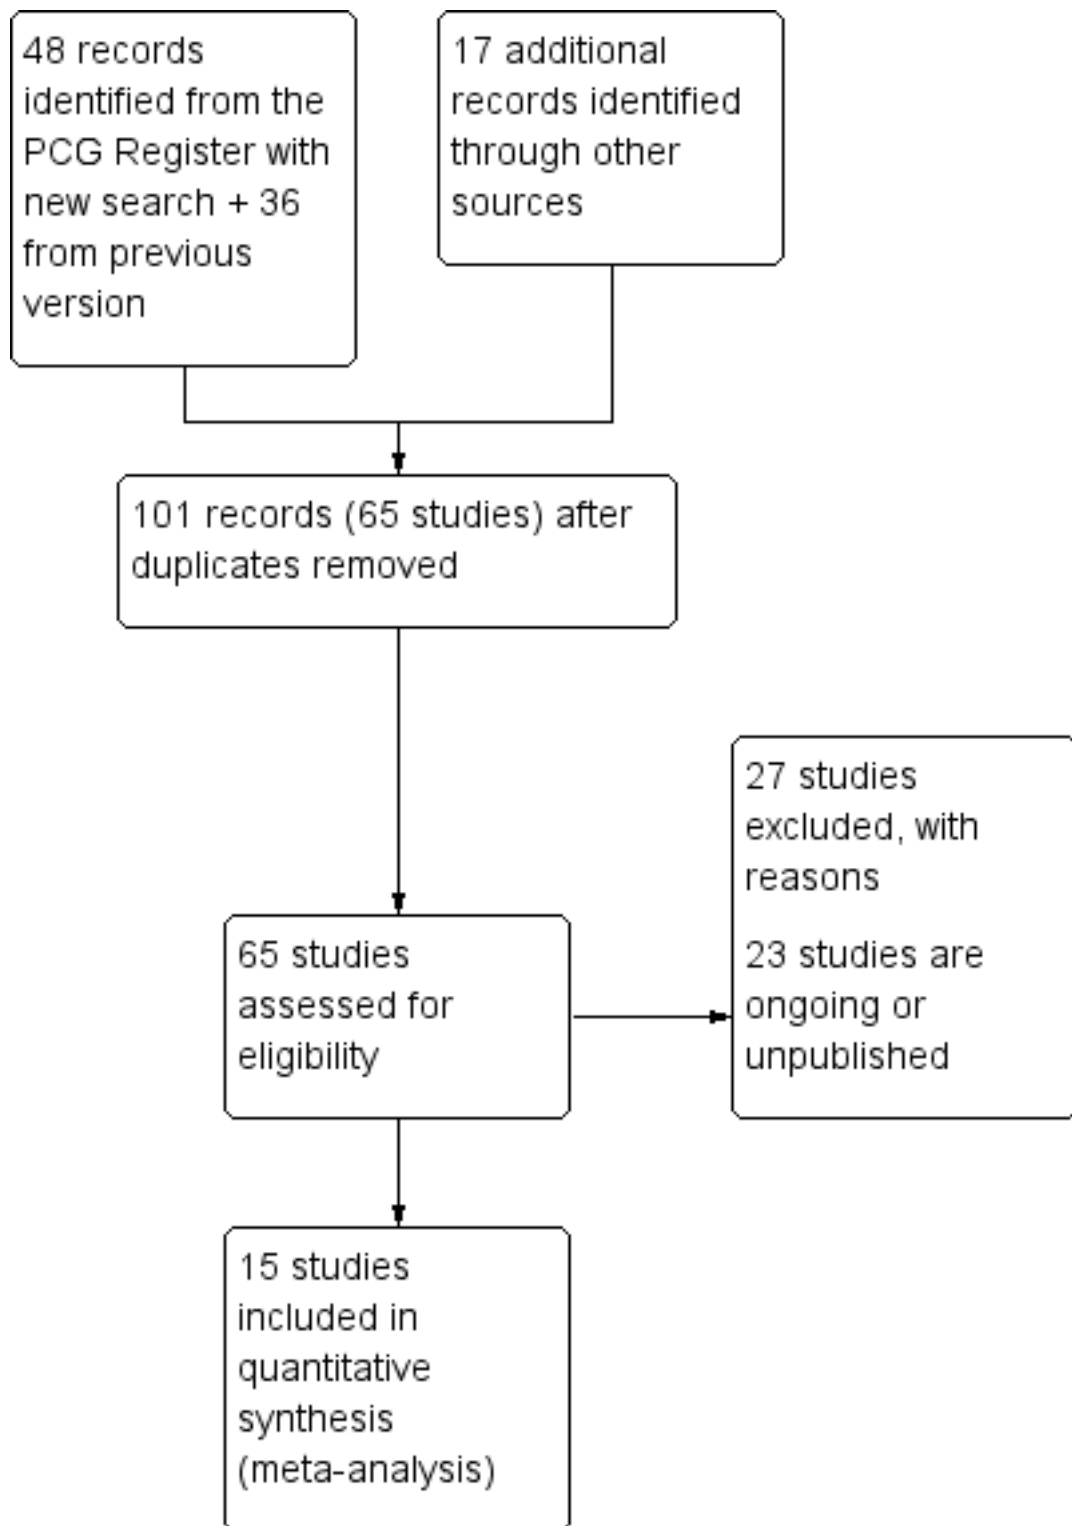 48 records
identified from the
PCG Register with
new search + 36
from previous
version
17 additional
records identified
through other
sources
101 records (65 studies) after
duplicates removed
27 studies
excluded, with
reasons
23 studies are
ongoing or
unpublished
65 studies
assessed for
eligibility
15 studies
included in
quantitative
synthesis
(meta-analysis)